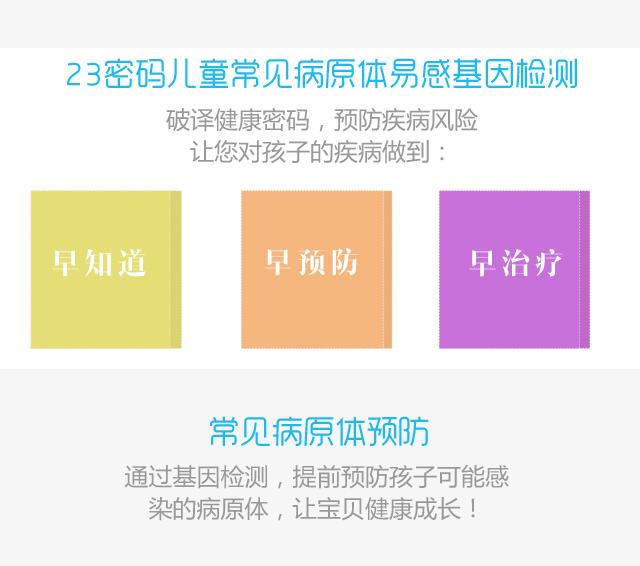 23密码儿童常见病原体易感基因检测
破译健康密码，预防疾病风险
让您对孩子的疾病做到：
早知道
早预防
早治疗
常见病原体预防
通过基因检测，提前预防孩子可能感
染的病原体，让宝贝健康成长！